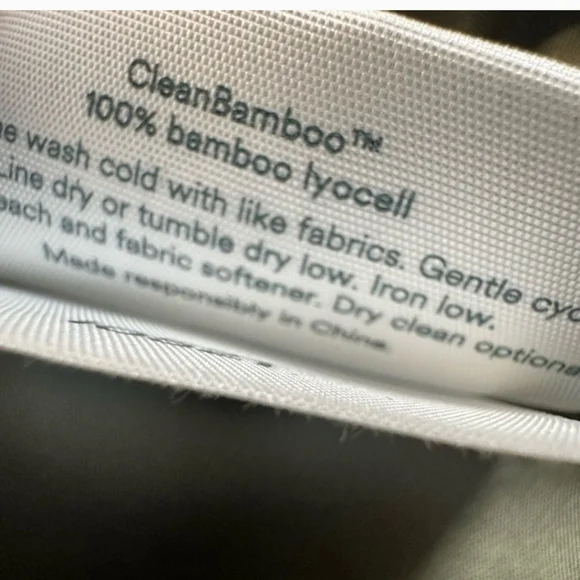 CleanBamboo™
100% bamboo lyocell
wash cold with like fabrics. Gentle
Line dry or tumble dry low. Iron low.
and fabric softener. Dry clean optional
Made responsibly in China.